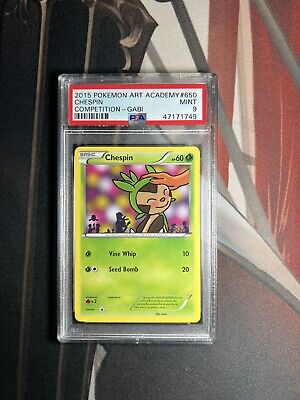 2015 POKEMON ART ACADEMY #650
CHESPIN MINT
COMPETITION-GABI 9
PSA 47171749
BASIC
Chespin HP60
Vine Whip 10
Seed Bomb 20
×2